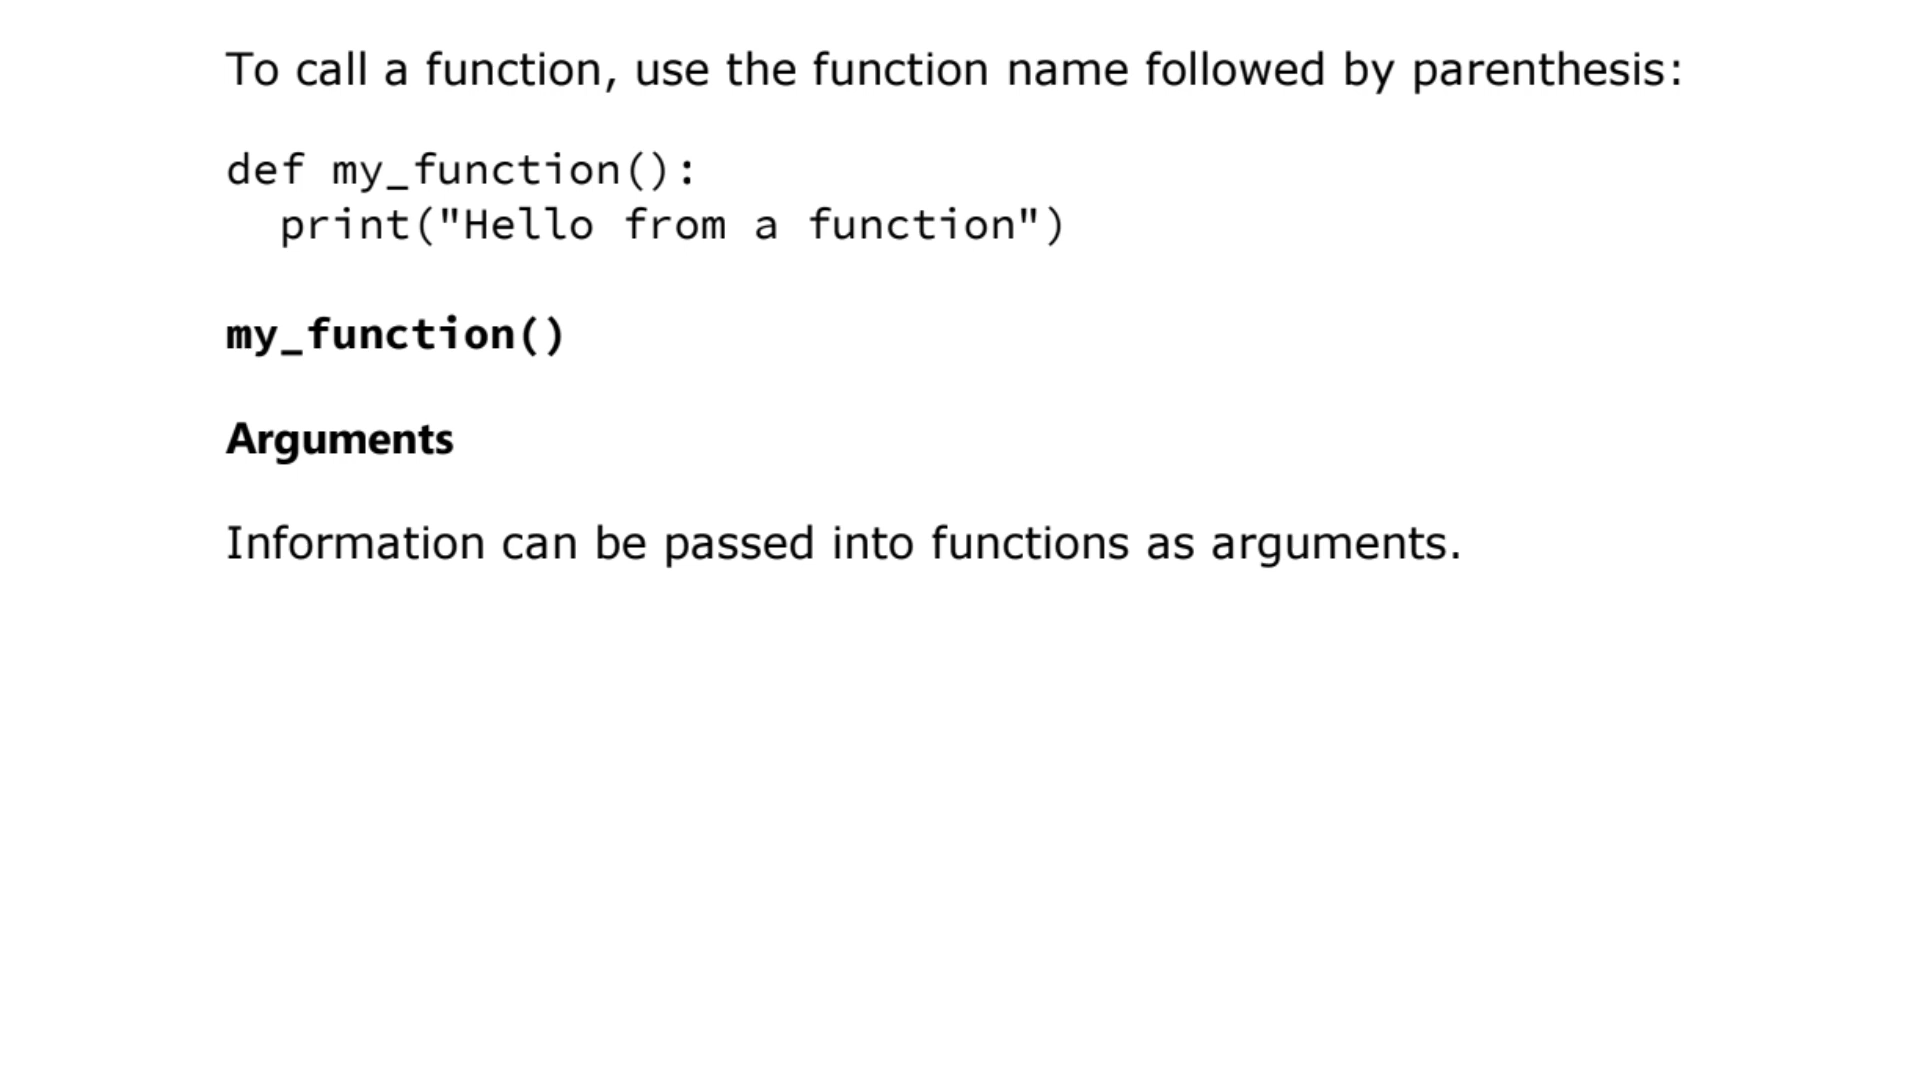 To call a function, use the function name followed by parenthesis:
def my_function():
  print("Hello from a function")
my_function()
Arguments
Information can be passed into functions as arguments.